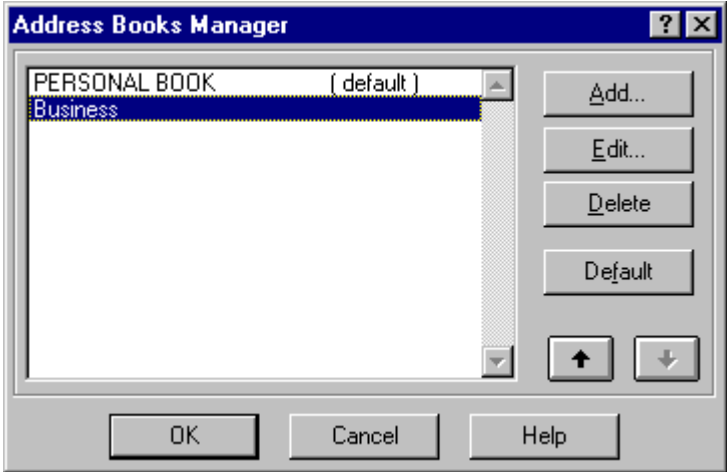 Address Books Manager
PERSONAL BOOK ( default )
Business
Add...
Edit...
Delete
Default
OK Cancel Help